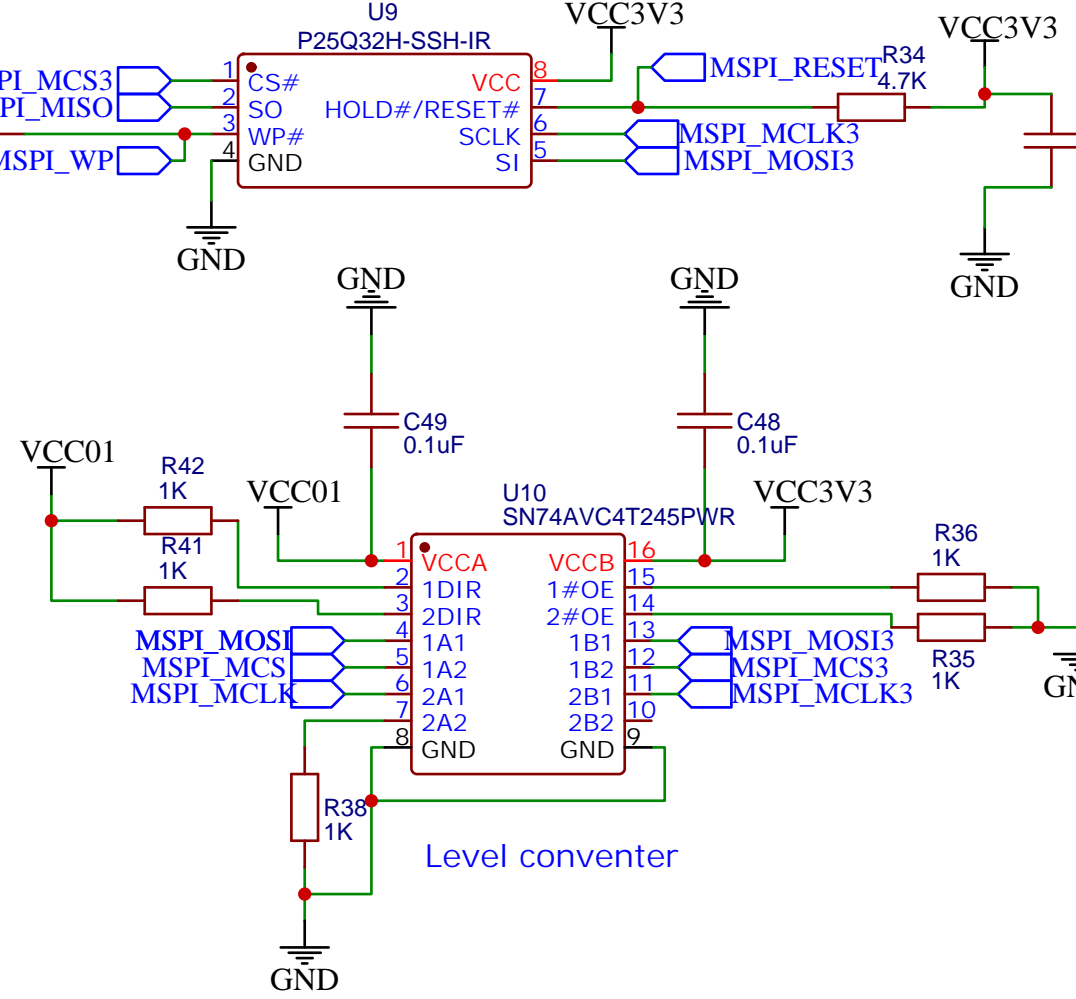 U9
P25Q32H-SSH-IR
VCC3V3
VCC3V3
PI_MCS3
PI_MISO
MSPI_WP
1
2
3
4
CS#
SO
WP#
GND
VCC
HOLD#/RESET#
SCLK
SI
8
7
6
5
MSPI_RESET
R34
4.7K
MSPI_MCLK3
MSPI_MOSI3
GND
GND
GND
GND
C49
0.1uF
C48
0.1uF
VCC01
R42
1K
VCC01
R41
1K
U10
SN74AVC4T245PWR
VCC3V3
R36
1K
R35
1K
MSPI_MOSI
MSPI_MCS
MSPI_MCLK
1
2
3
4
5
6
7
8
VCCA
1DIR
2DIR
1A1
1A2
2A1
2A2
GND
VCCB
1#OE
2#OE
1B1
1B2
2B1
2B2
GND
16
15
14
13
12
11
10
9
MSPI_MOSI3
MSPI_MCS3
MSPI_MCLK3
R38
1K
Level conventer
GND